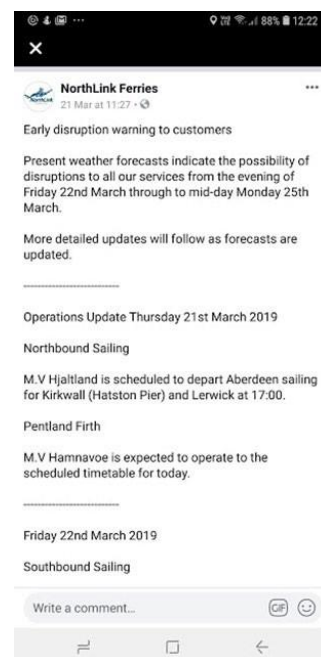 88% 12:22
NorthLink Ferries
21 Mar at 11:27
Early disruption warning to customers
Present weather forecasts indicate the possibility of
disruptions to all our services from the evening of
Friday 22nd March through to mid-day Monday 25th
March.
More detailed updates will follow as forecasts are
updated.
------------------------
Operations Update Thursday 21st March 2019
Northbound Sailing
M.V Hjaltland is scheduled to depart Aberdeen sailing
for Kirkwall (Hatston Pier) and Lerwick at 17:00.
Pentland Firth
M.V Hamnavoe is expected to operate to the
scheduled timetable for today.
------------------------
Friday 22nd March 2019
Southbound Sailing
Write a comment...
GIF